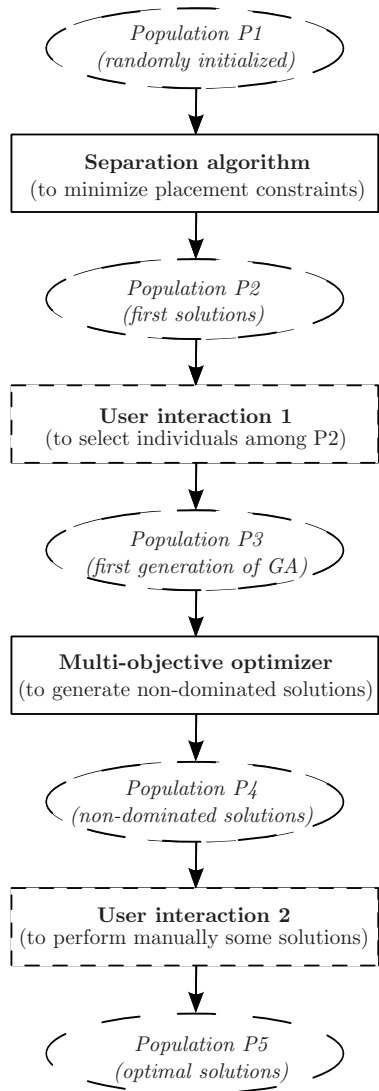 Population P1
(randomly initialized)
Separation algorithm
(to minimize placement constraints)
Population P2
(first solutions)
User interaction 1
(to select individuals among P2)
Population P3
(first generation of GA)
Multi-objective optimizer
(to generate non-dominated solutions)
Population P4
(non-dominated solutions)
User interaction 2
(to perform manually some solutions)
Population P5
(optimal solutions)